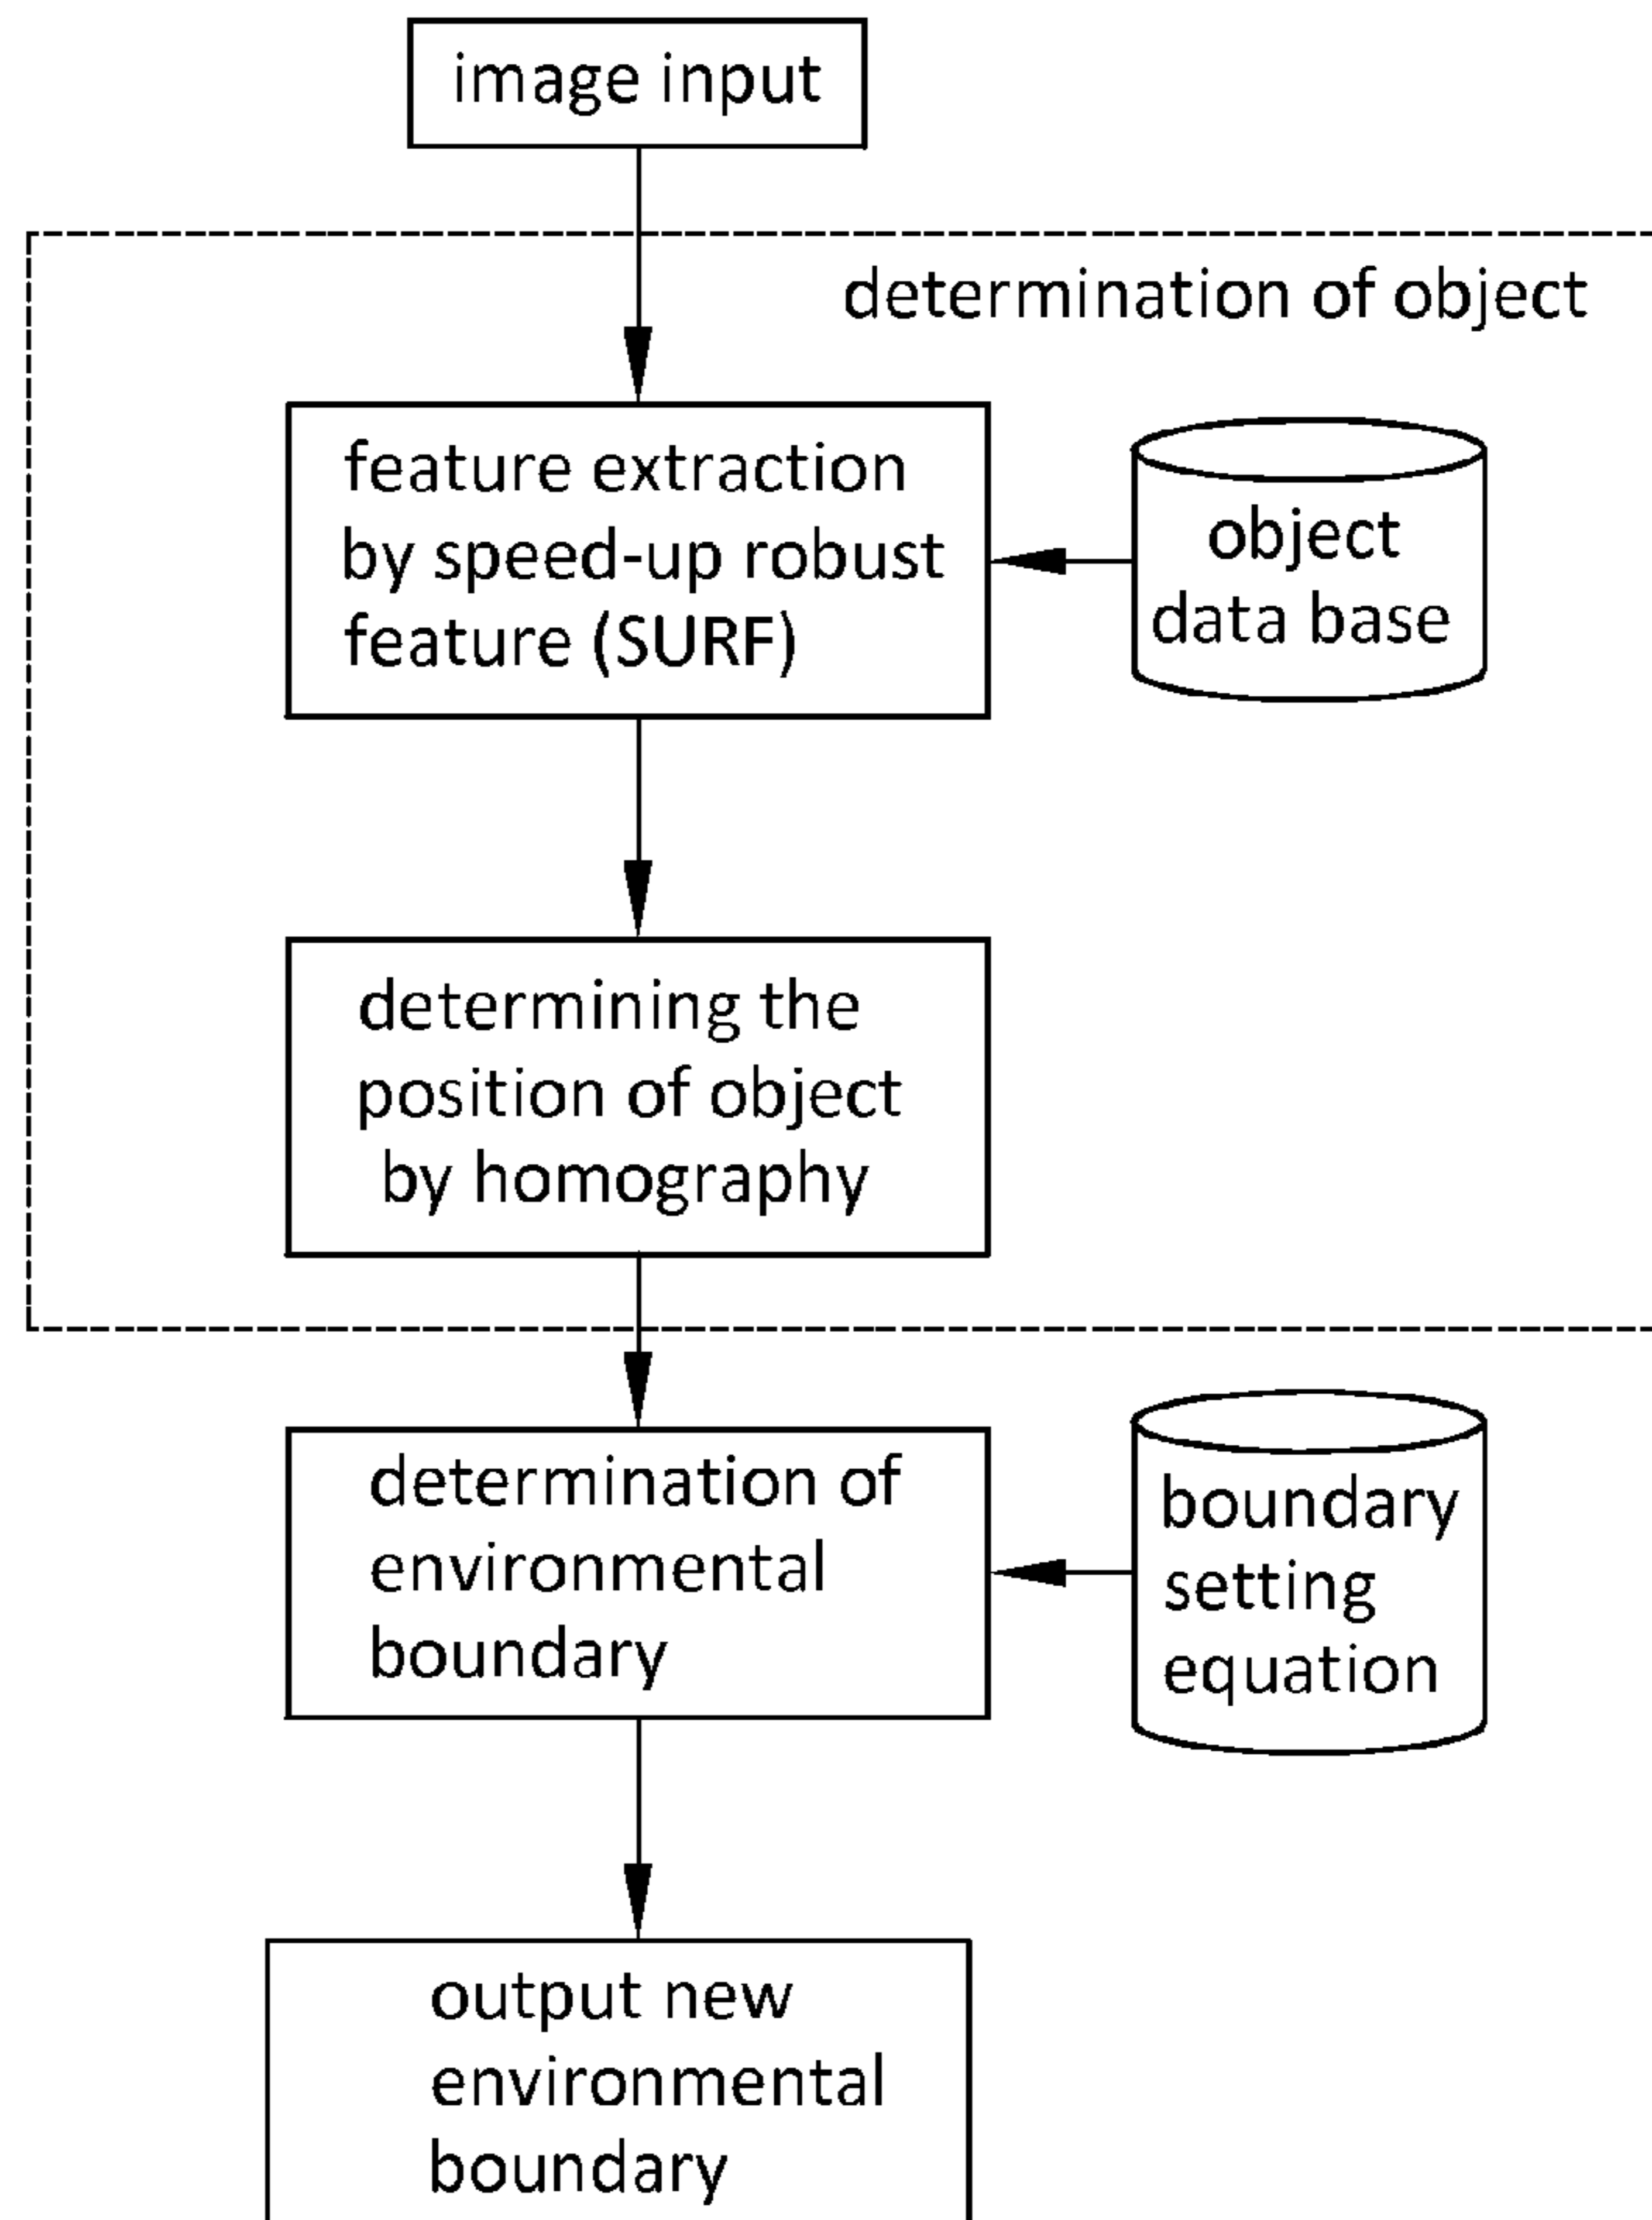 image input
determination of object
feature extraction
by speed-up robust
feature (SURF)
object
data base
determining the
position of object
by homography
determination of
environmental
boundary
boundary
setting
equation
output new
environmental
boundary